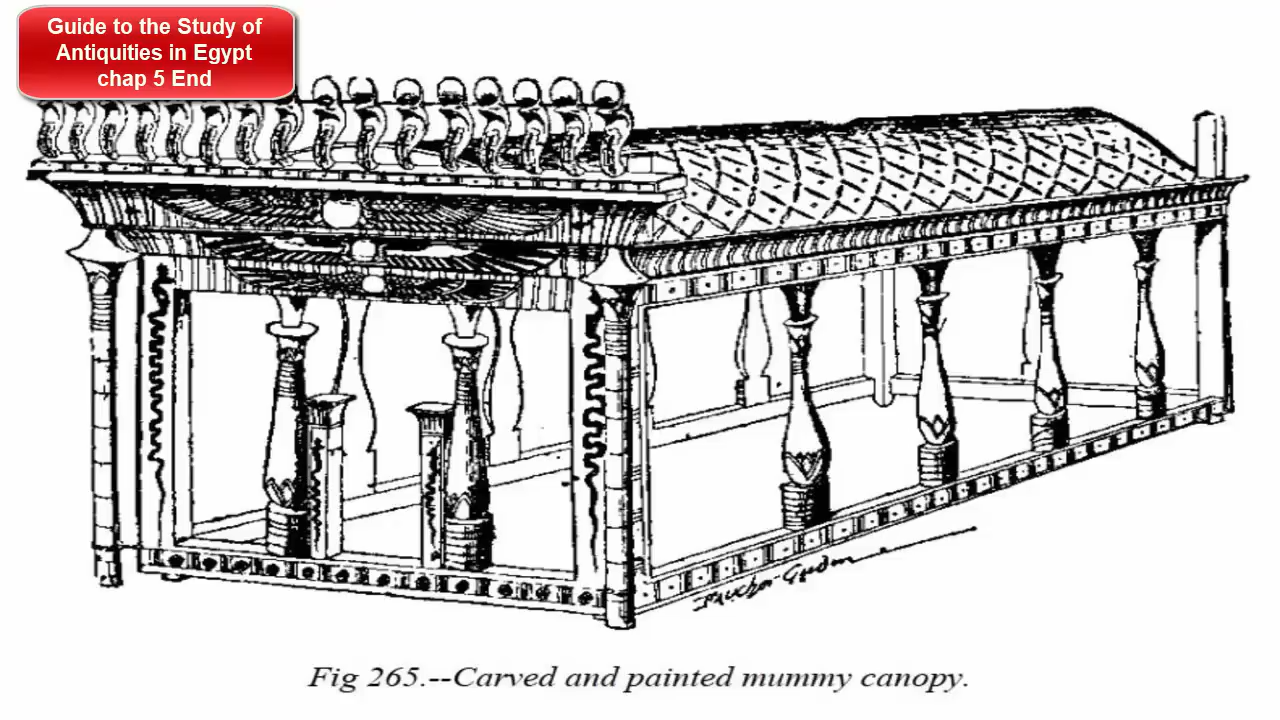 Guide to the Study of
Antiquities in Egypt
chap 5 End
Fig 265.--Carved and painted mummy canopy.